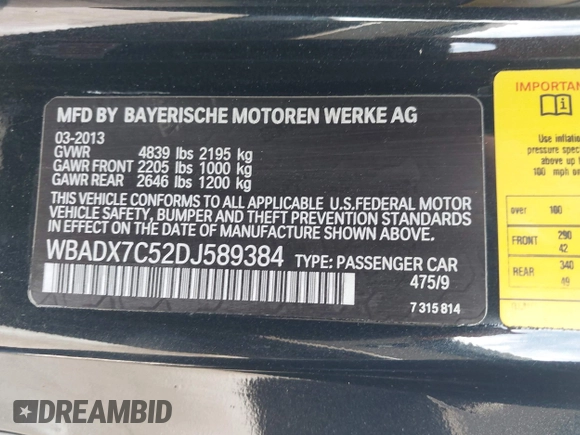 MFD BY BAYERISCHE MOTOREN WERKE AG
03-2013
GVWR 4839 lbs 2195 kg
GAWR FRONT 2205 lbs 1000 kg
GAWR REAR 2646 lbs 1200 kg
THIS VEHICLE CONFORMS TO ALL APPLICABLE U.S.FEDERAL MOTOR
VEHICLE SAFETY, BUMPER AND THEFT PREVENTION STANDARDS
IN EFFECT ON THE DATE OF MANUFACTURE SHOWN ABOVE.
WBADX7C52DJ589384 TYPE: PASSENGER CAR
475/9
7 315 814
IMPORTAN
Use inflatio
pressure spec
above up t
100 mph or
over 100
FRONT 290
42
REAR 340
49
DREAMBID